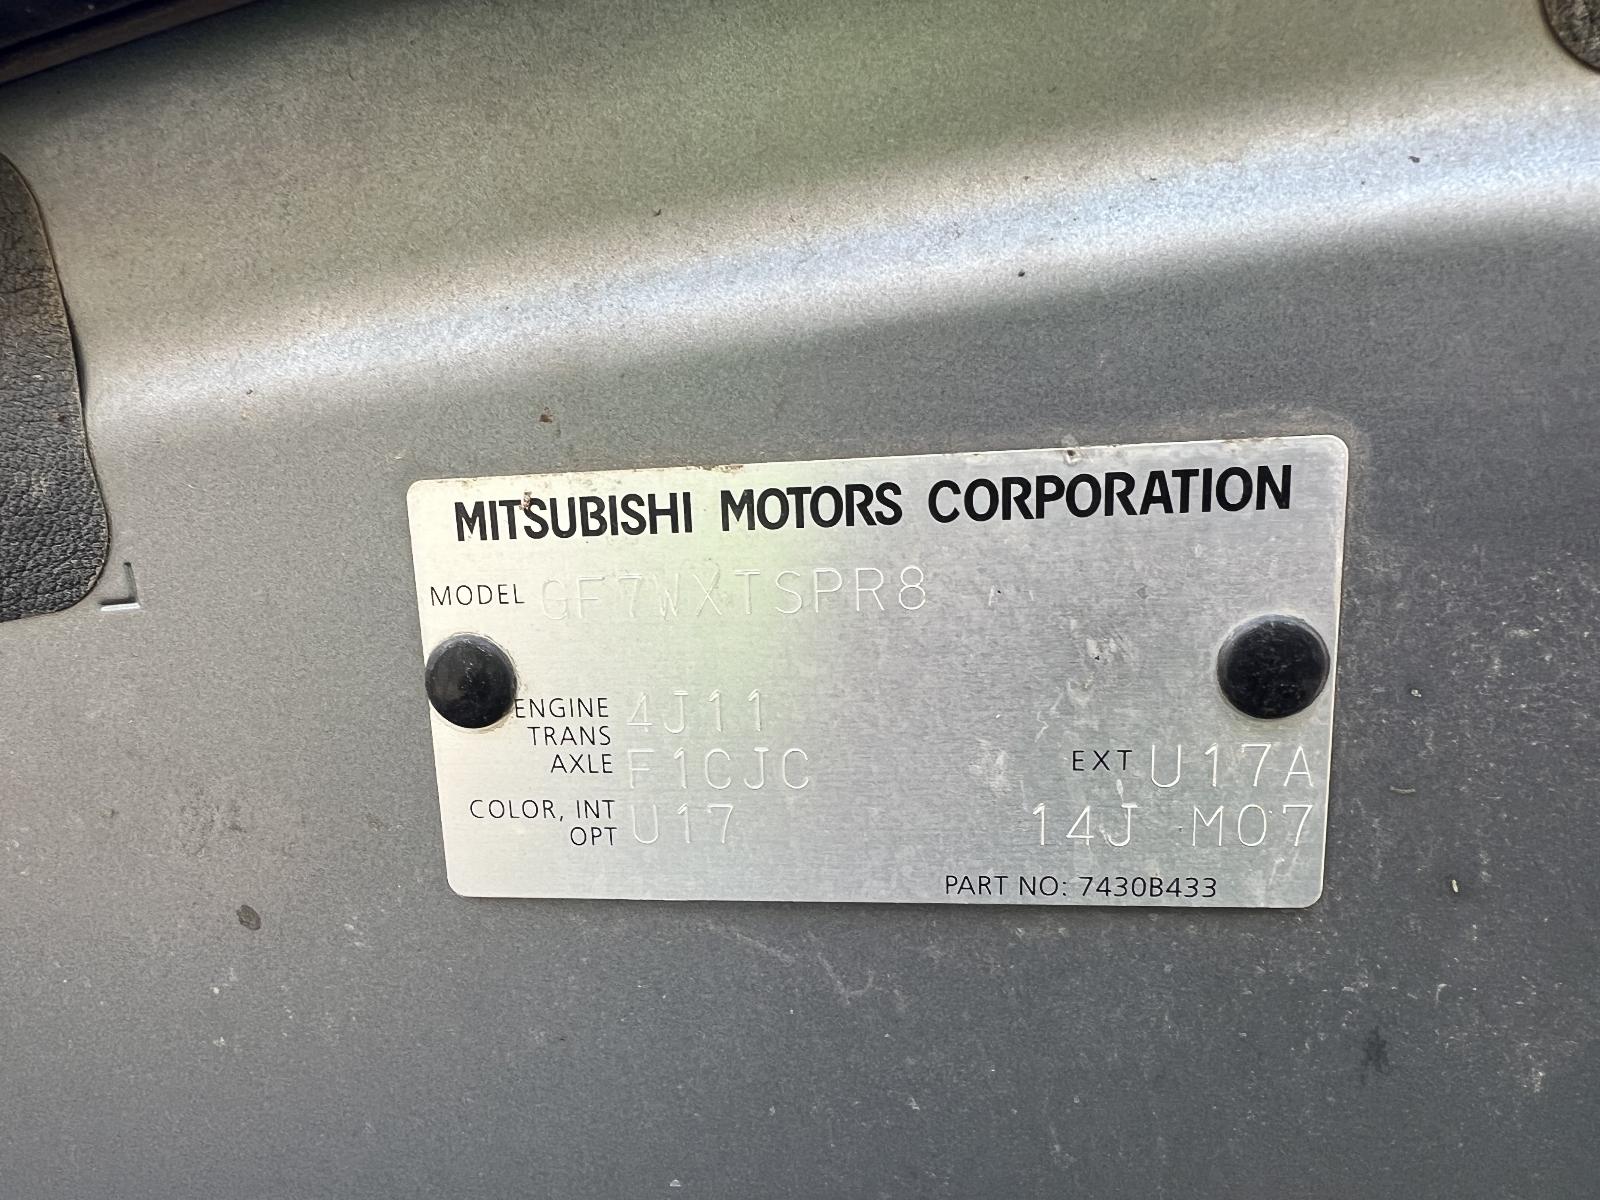 MITSUBISHI MOTORS CORPORATION
MODEL GF7WXTSPR8
ENGINE 4J11
TRANS
AXLE F1CJC EXT U17A
COLOR, INT
OPT U17 14J M07
PART NO: 7430B433